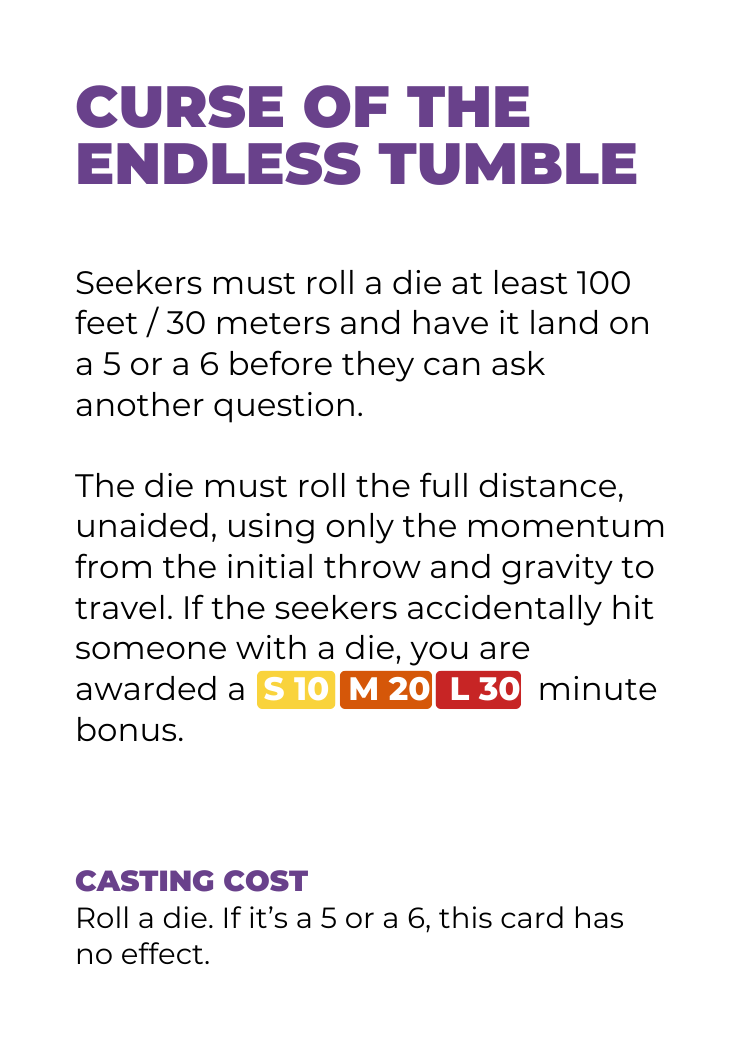 CURSE OF THE
ENDLESS TUMBLE
Seekers must roll a die at least 100
feet / 30 meters and have it land on
a 5 or a 6 before they can ask
another question.
The die must roll the full distance,
unaided, using only the momentum
from the initial throw and gravity to
travel. If the seekers accidentally hit
someone with a die, you are
awarded a S 10 M 20 L 30 minute
bonus.
CASTING COST
Roll a die. If it’s a 5 or a 6, this card has
no effect.